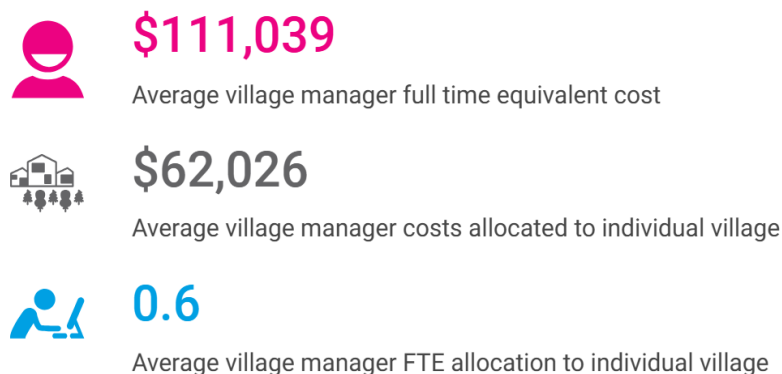 $111,039
Average village manager full time equivalent cost
$62,026
Average village manager costs allocated to individual village
0.6
Average village manager FTE allocation to individual village